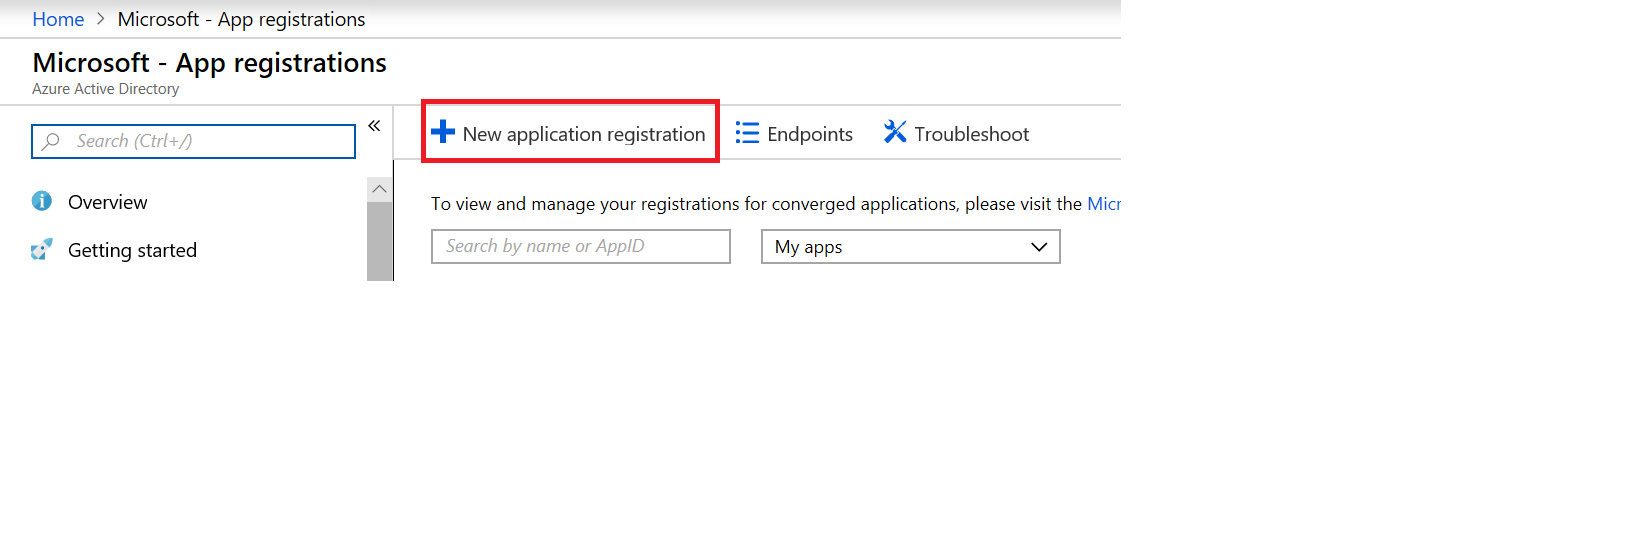 Home > Microsoft - App registrations
Microsoft - App registrations
Azure Active Directory
Search (Ctrl+/)
«
Overview
Getting started
New application registration
Endpoints
Troubleshoot
To view and manage your registrations for converged applications, please visit the Micr
Search by name or AppID
My apps